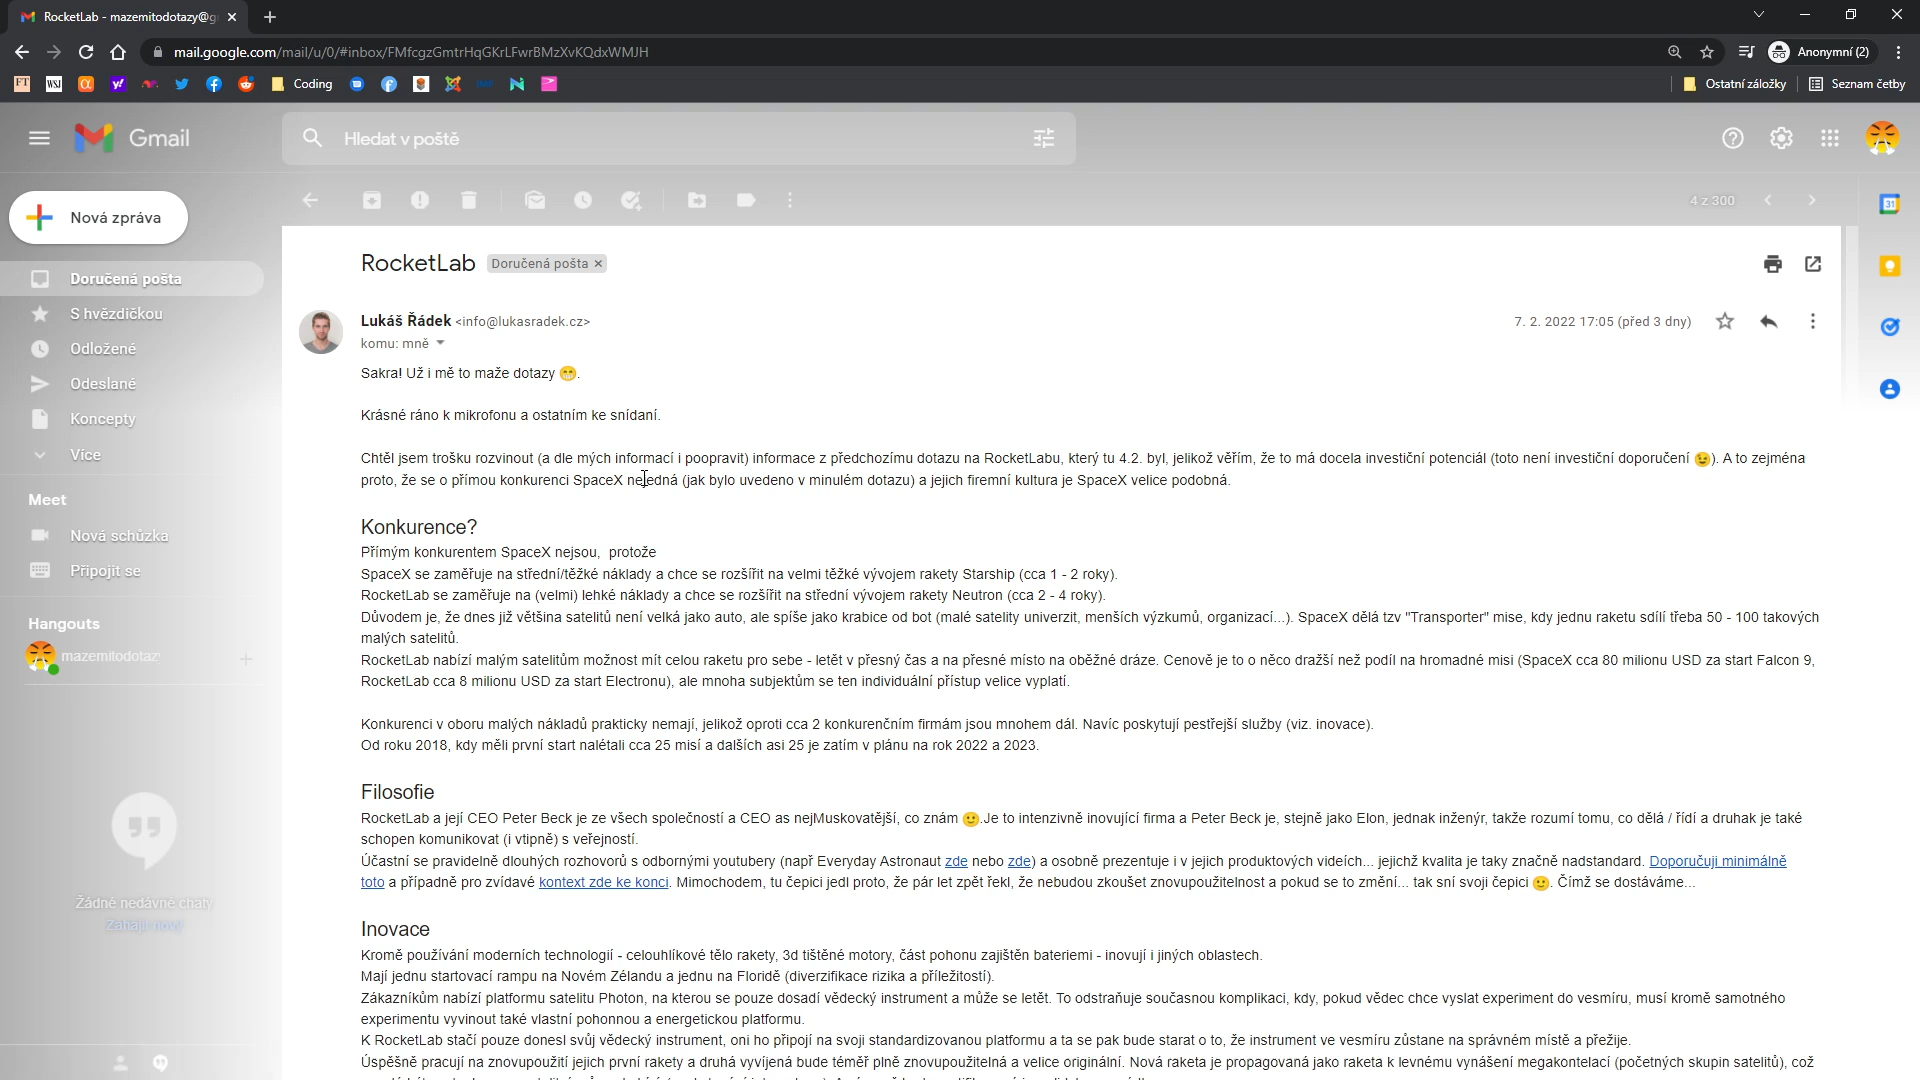 RocketLab - mazemitodotazy@g
mail.google.com/mail/u/0/#inbox/FMfcgzGmtrHqGKrLFwrBMzXvKQdxWMJH
Anonymní (2)
FT WSJ Coding Ostatní záložky Seznam četby
Gmail
Hledat v poště
Nová zpráva
4 z 300
31
Doručená pošta
S hvězdičkou
Odložené
Odeslané
Koncepty
Více
Meet
Nová schůzka
Připojit se
Hangouts
mazemitodotaz
Žádné nedávné chaty
Zahájit nový
RocketLab Doručená pošta
Lukáš Řádek <info@lukasradek.cz>
7. 2. 2022 17:05 (před 3 dny)
komu: mně
Sakra! Už i mě to maže dotazy 😁.
Krásné ráno k mikrofonu a ostatním ke snídaní.
Chtěl jsem trošku rozvinout (a dle mých informací i poopravit) informace z předchozímu dotazu na RocketLabu, který tu 4.2. byl, jelikož věřím, že to má docela investiční potenciál (toto není investiční doporučení 😉). A to zejména
proto, že se o přímou konkurenci SpaceX nejedná (jak bylo uvedeno v minulém dotazu) a jejich firemní kultura je SpaceX velice podobná.
Konkurence?
Přímým konkurentem SpaceX nejsou, protože
SpaceX se zaměřuje na střední/těžké náklady a chce se rozšířit na velmi těžké vývojem rakety Starship (cca 1 - 2 roky).
RocketLab se zaměřuje na (velmi) lehké náklady a chce se rozšířit na střední vývojem rakety Neutron (cca 2 - 4 roky).
Důvodem je, že dnes již většina satelitů není velká jako auto, ale spíše jako krabice od bot (malé satelity univerzit, menších výzkumů, organizací...). SpaceX dělá tzv "Transporter" mise, kdy jednu raketu sdílí třeba 50 - 100 takových
malých satelitů.
RocketLab nabízí malým satelitům možnost mít celou raketu pro sebe - letět v přesný čas a na přesné místo na oběžné dráze. Cenově je to o něco dražší než podíl na hromadné misi (SpaceX cca 80 milionu USD za start Falcon 9,
RocketLab cca 8 milionu USD za start Electronu), ale mnoha subjektům se ten individuální přístup velice vyplatí.
Konkurenci v oboru malých nákladů prakticky nemají, jelikož oproti cca 2 konkurenčním firmám jsou mnohem dál. Navíc poskytují pestřejší služby (viz. inovace).
Od roku 2018, kdy měli první start nalétali cca 25 misí a dalších asi 25 je zatím v plánu na rok 2022 a 2023.
Filosofie
RocketLab a její CEO Peter Beck je ze všech společností a CEO as nejMuskovatější, co znám 🙂.Je to intenzivně inovující firma a Peter Beck je, stejně jako Elon, jednak inženýr, takže rozumí tomu, co dělá / řídí a druhak je také
schopen komunikovat (i vtipně) s veřejností.
Účastní se pravidelně dlouhých rozhovorů s odbornými youtubery (např Everyday Astronaut zde nebo zde) a osobně prezentuje i v jejich produktových videích... jejichž kvalita je taky značně nadstandard. Doporučuji minimálně
toto a případně pro zvídavé kontext zde ke konci. Mimochodem, tu čepici jedl proto, že pár let zpět řekl, že nebudou zkoušet znovupoužitelnost a pokud se to změní... tak sní svoji čepici 🙂. Čímž se dostáváme...
Inovace
Kromě používání moderních technologií - celouhlíkové tělo rakety, 3d tištěné motory, část pohonu zajištěn bateriemi - inovují i jiných oblastech.
Mají jednu startovací rampu na Novém Zélandu a jednu na Floridě (diverzifikace rizika a příležitostí).
Zákazníkům nabízí platformu satelitu Photon, na kterou se pouze dosadí vědecký instrument a může se letět. To odstraňuje současnou komplikaci, kdy, pokud vědec chce vyslat experiment do vesmíru, musí kromě samotného
experimentu vyvinout také vlastní pohonnou a energetickou platformu.
K RocketLab stačí pouze donesl svůj vědecký instrument, oni ho připojí na svoji standardizovanou platformu a ta se pak bude starat o to, že instrument ve vesmíru zůstane na správném místě a přežije.
Úspěšně pracují na znovupoužití jejich první rakety a druhá vyvíjená bude téměř plně znovupoužitelná a velice originální. Nová raketa je propagovaná jako raketa k levnému vynášení megakontelací (početných skupin satelitů), což